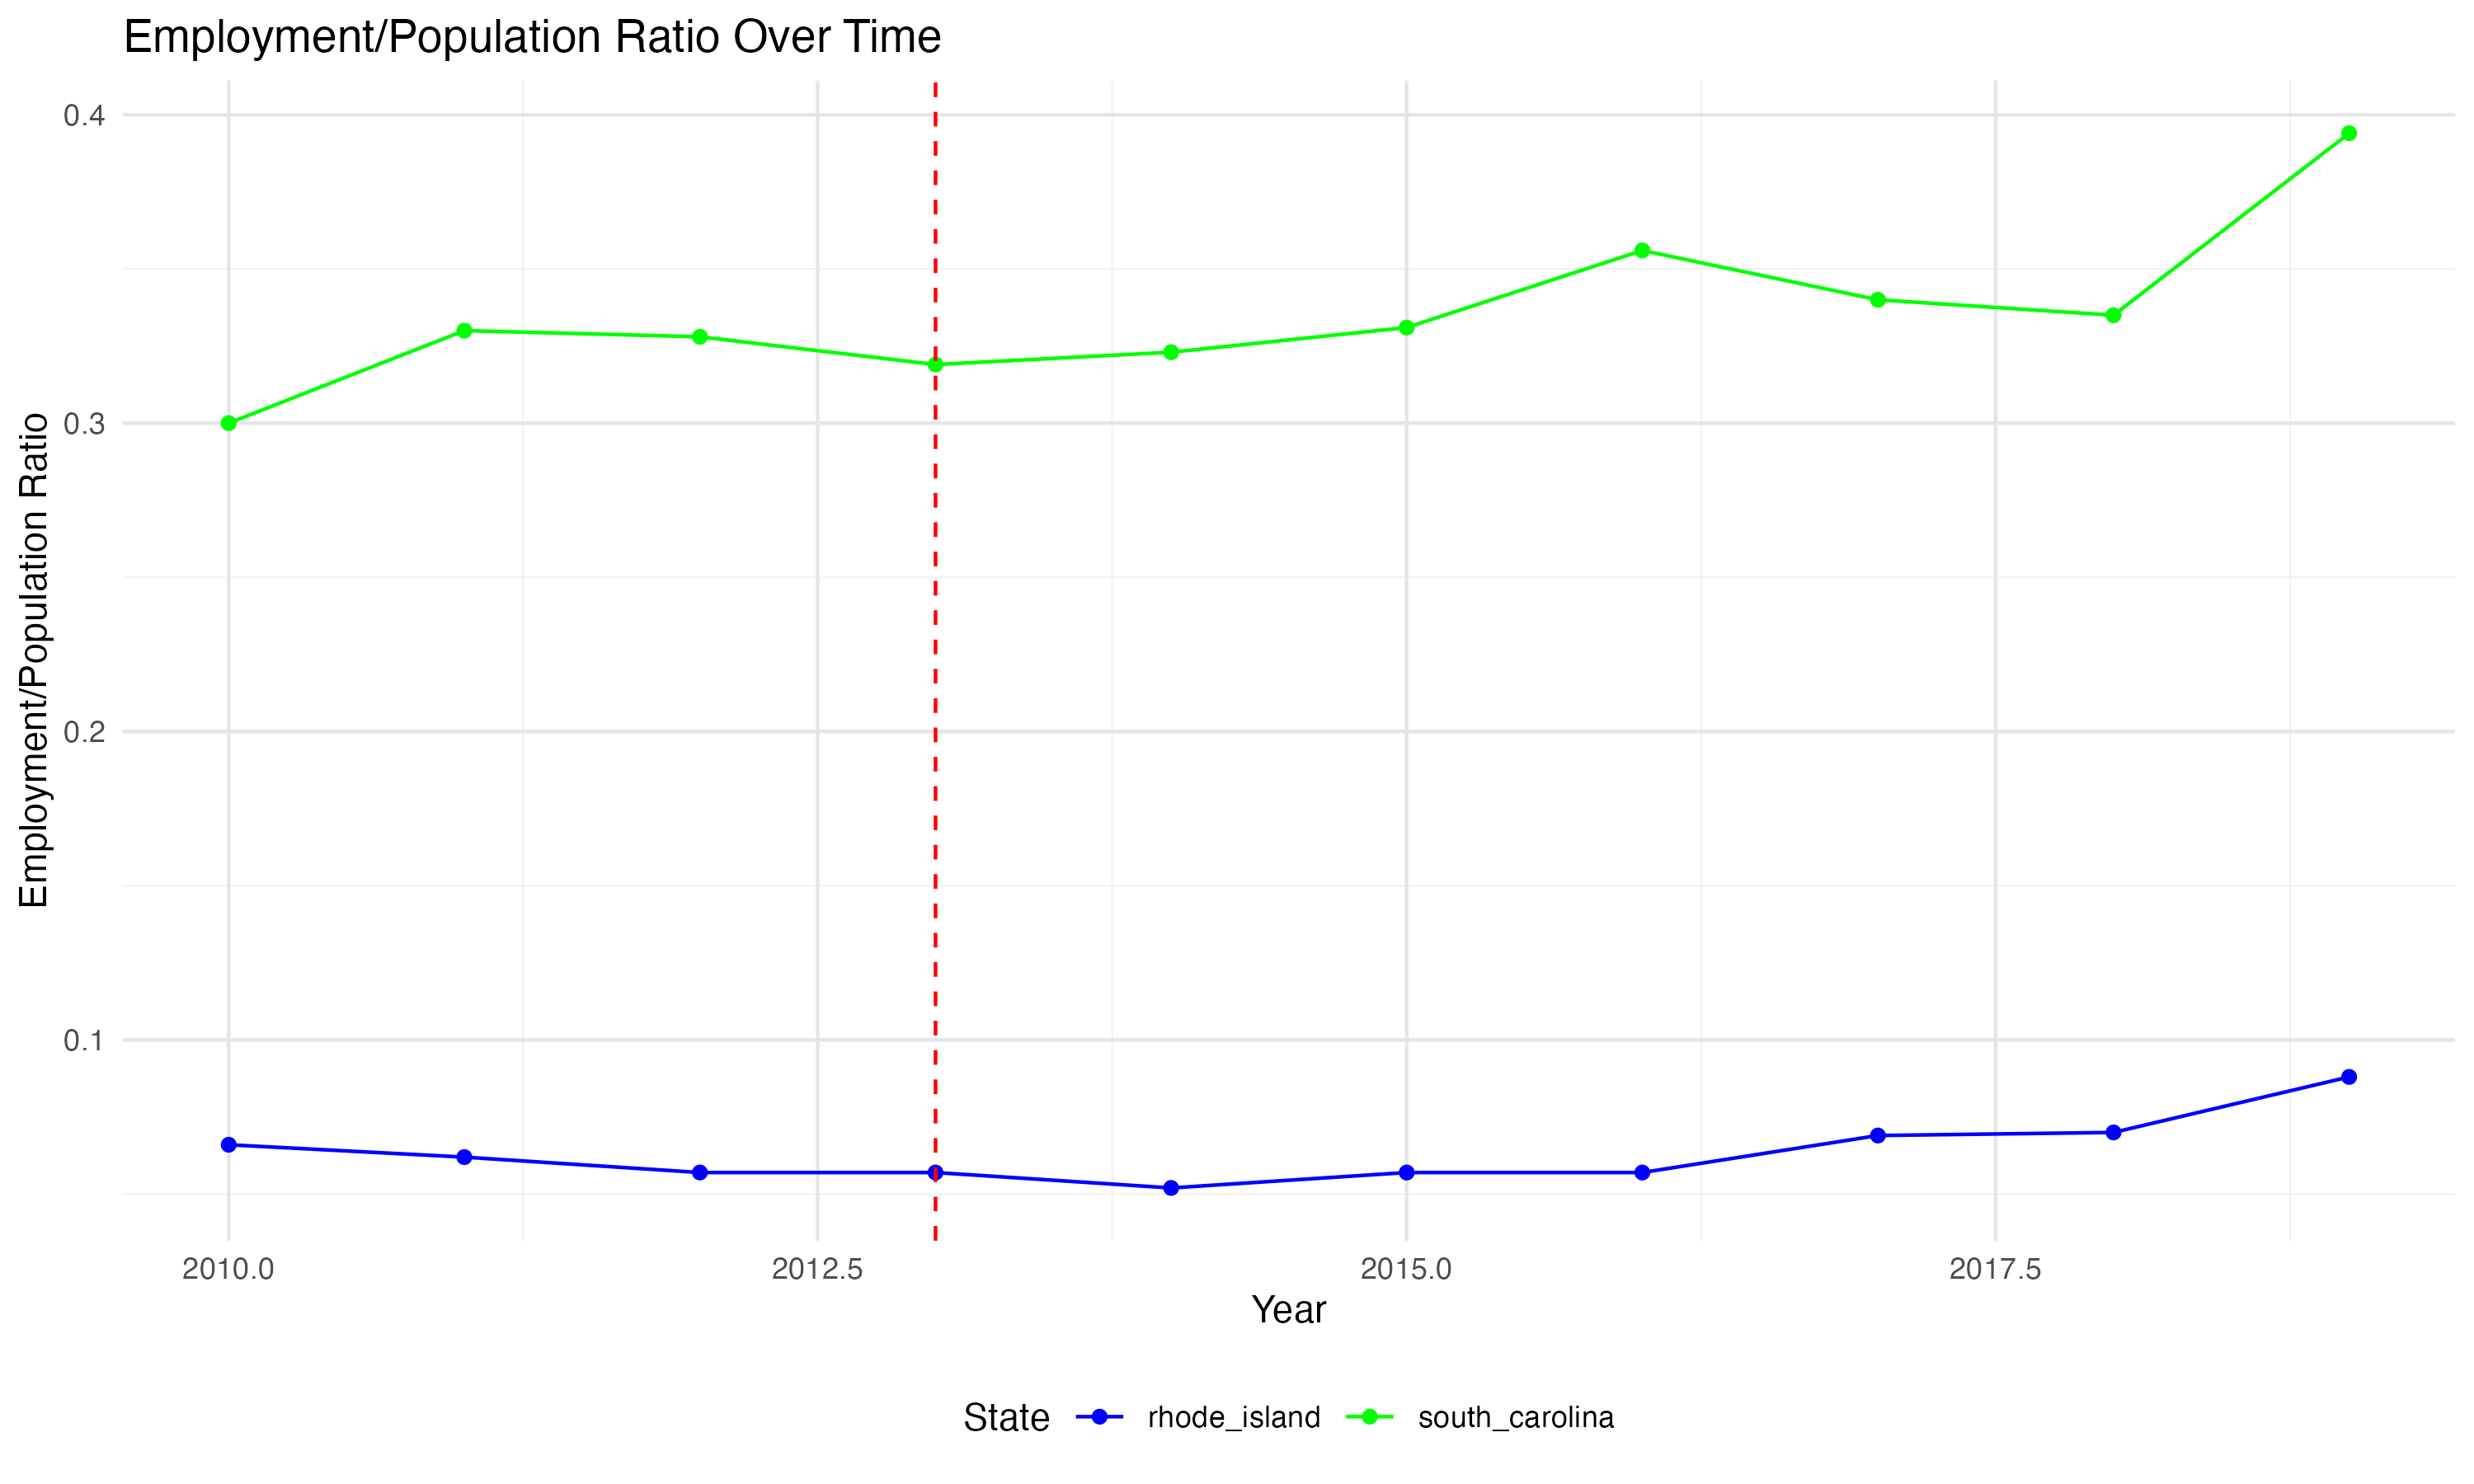 Employment/Population Ratio Over Time
Employment/Population Ratio
0.4
0.3
0.2
0.1
2010.0 2012.5 2015.0 2017.5
Year
State rhode_island south_carolina